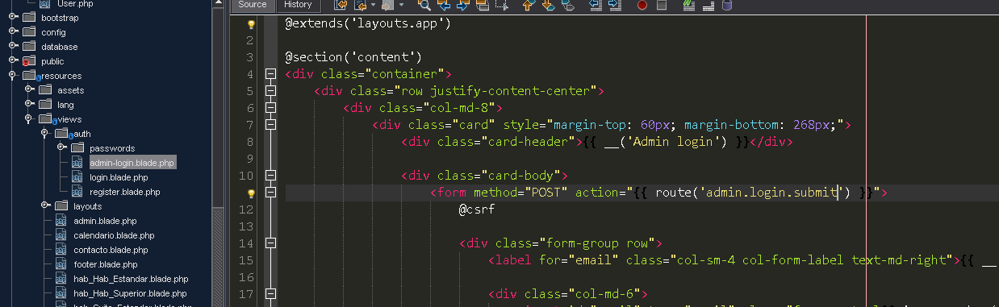 User.php
bootstrap
config
database
public
resources
assets
lang
views
auth
passwords
admin-login.blade.php
login.blade.php
register.blade.php
layouts
admin.blade.php
calendario.blade.php
contacto.blade.php
footer.blade.php
hab_Hab_Estandar.blade.php
hab_Hab_Superior.blade.php
hab_Suite_Estandar.blade.php
Source History
@extends('layouts.app')
2
3 @section('content')
4 <div class="container">
5 <div class="row justify-content-center">
6 <div class="col-md-8">
7 <div class="card" style="margin-top: 60px; margin-bottom: 268px;">
8 <div class="card-header">{{ __('Admin login') }}</div>
9
10 <div class="card-body">
<form method="POST" action="{{ route('admin.login.submit') }}">
12 @csrf
13
14 <div class="form-group row">
15 <label for="email" class="col-sm-4 col-form-label text-md-right">{{ __
16
17 <div class="col-md-6">